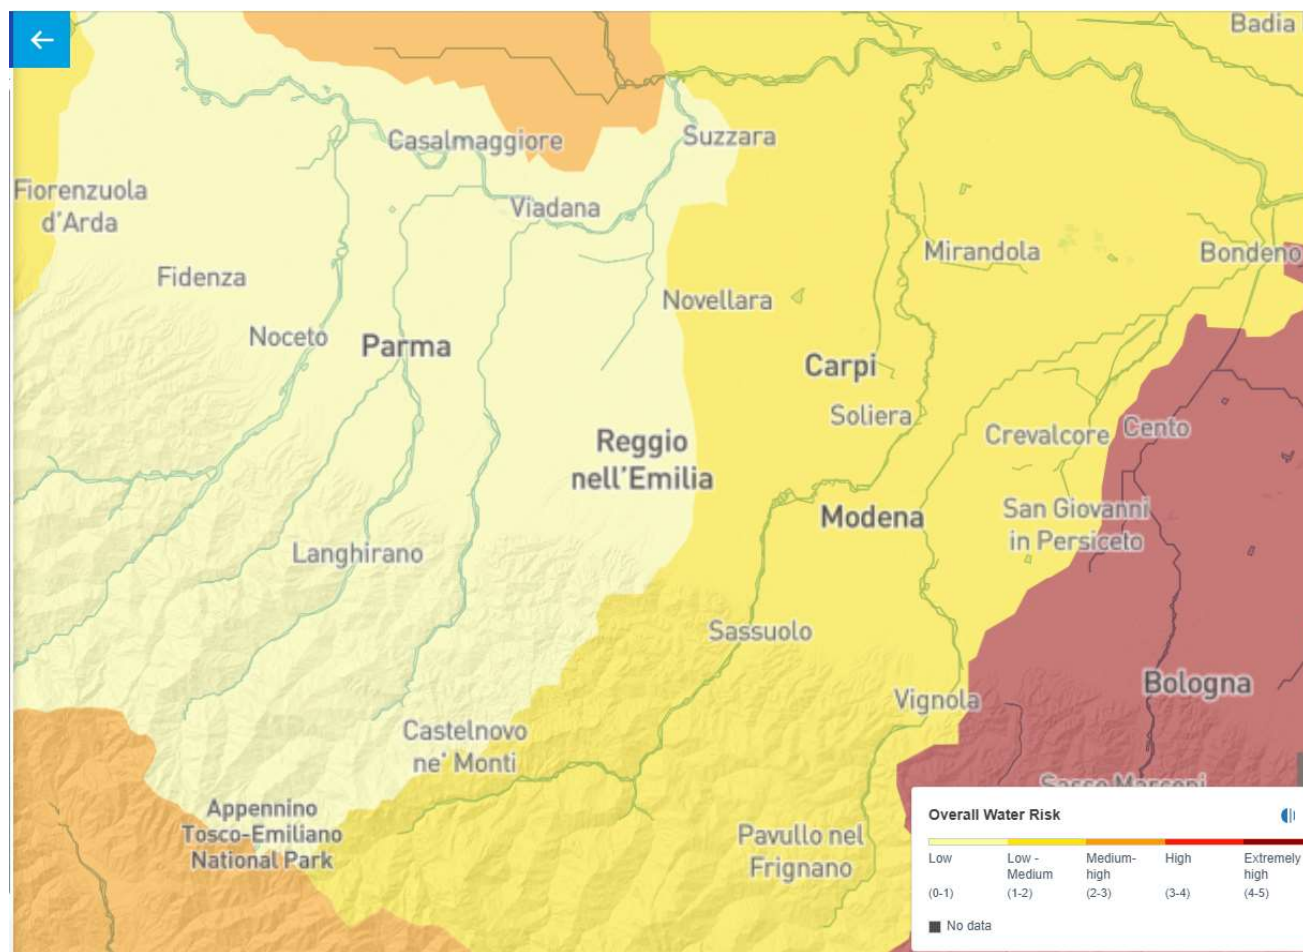 Badia
Casalmaggiore
Suzzara
Fiorenzuola
d'Arda
Viadana
Mirandola
Bondeno
Fidenza
Novellara
Noceto
Parma
Carpi
Soliera
Reggio
nell'Emilia
Crevalcore
Cento
Modena
San Giovanni
in Persiceto
Langhirano
Sassuolo
Vignola
Bologna
Castelnovo
ne' Monti
Sasso Marconi
Appennino
Tosco-Emiliano
National Park
Pavullo nel
Frignano
Overall Water Risk
Low
Low -
Medium
Medium-
high
High
Extremely
high
(0-1)
(1-2)
(2-3)
(3-4)
(4-5)
No data